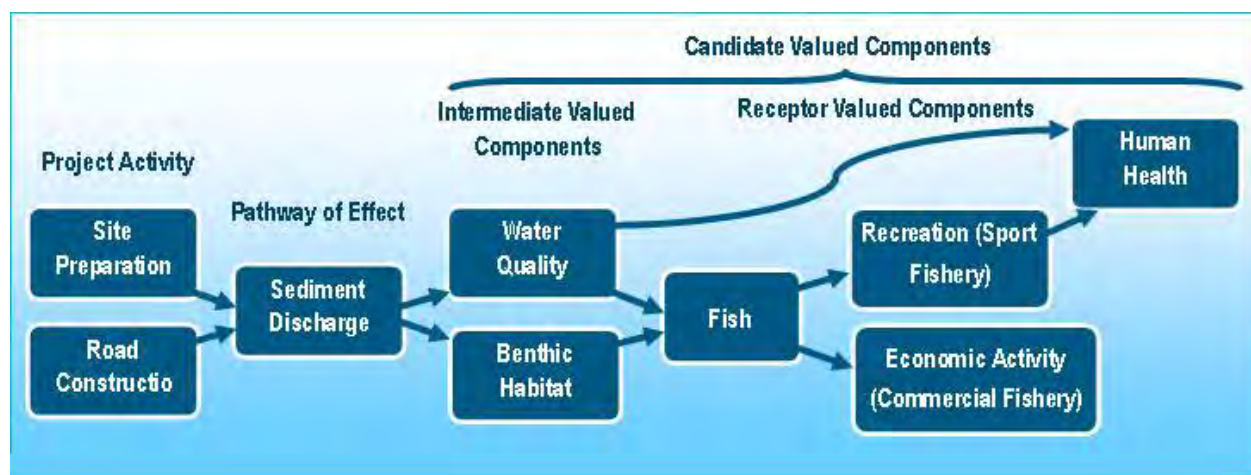 Candidate Valued Components
Intermediate Valued
Components
Receptor Valued Components
Project Activity
Pathway of Effect
Site
Preparation
Road
Constructio
Sediment
Discharge
Water
Quality
Benthic
Habitat
Fish
Recreation (Sport
Fishery)
Economic Activity
(Commercial Fishery)
Human
Health